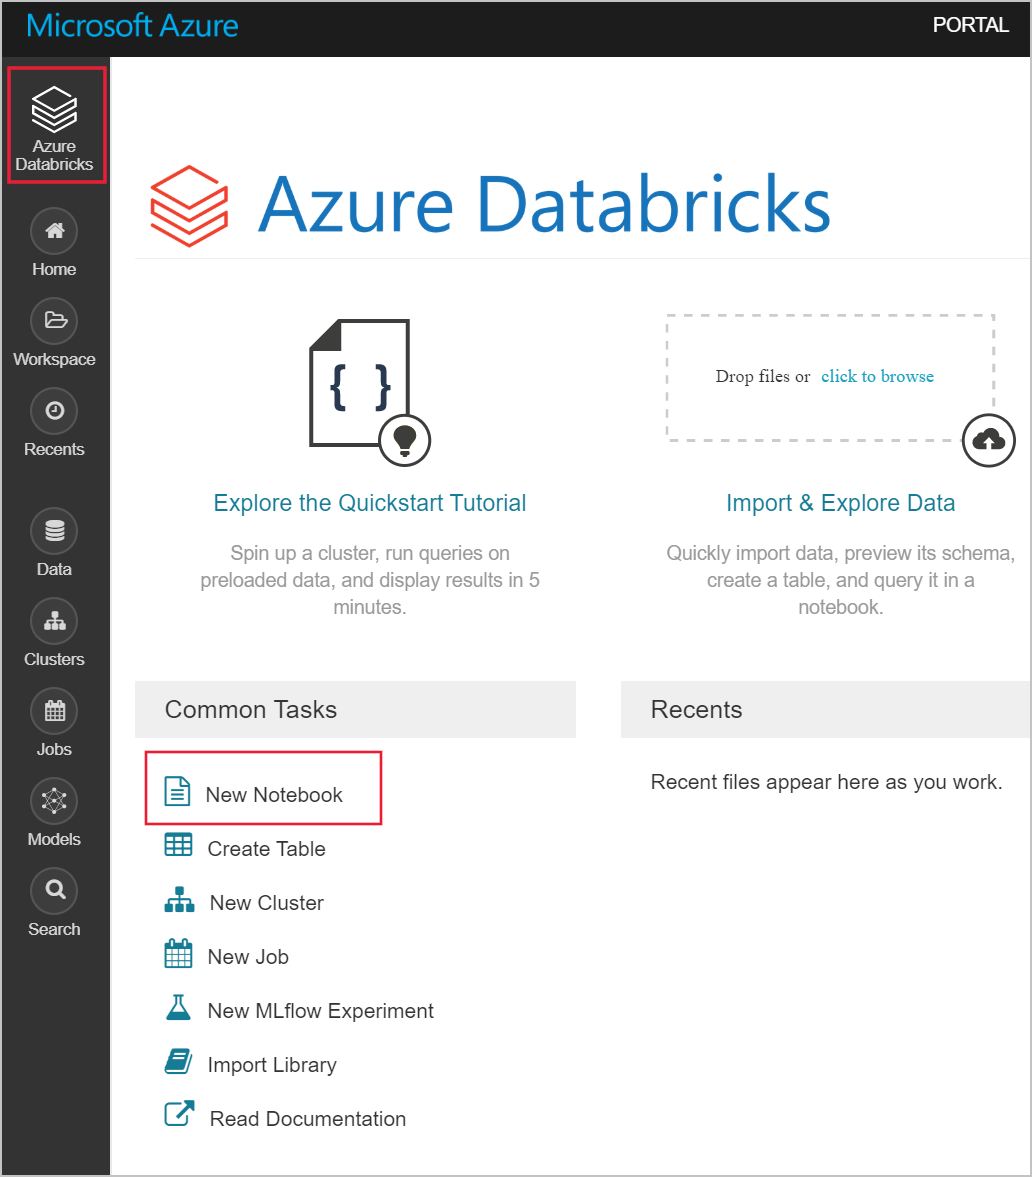 Microsoft Azure
PORTAL
Azure
Databricks
Home
Workspace
Recents
Data
Clusters
Jobs
Models
Search
Azure Databricks
{ }
Explore the Quickstart Tutorial
Spin up a cluster, run queries on
preloaded data, and display results in 5
minutes.
Drop files or click to browse
Import & Explore Data
Quickly import data, preview its schema,
create a table, and query it in a
notebook.
Common Tasks
New Notebook
Create Table
New Cluster
New Job
New MLflow Experiment
Import Library
Read Documentation
Recents
Recent files appear here as you work.